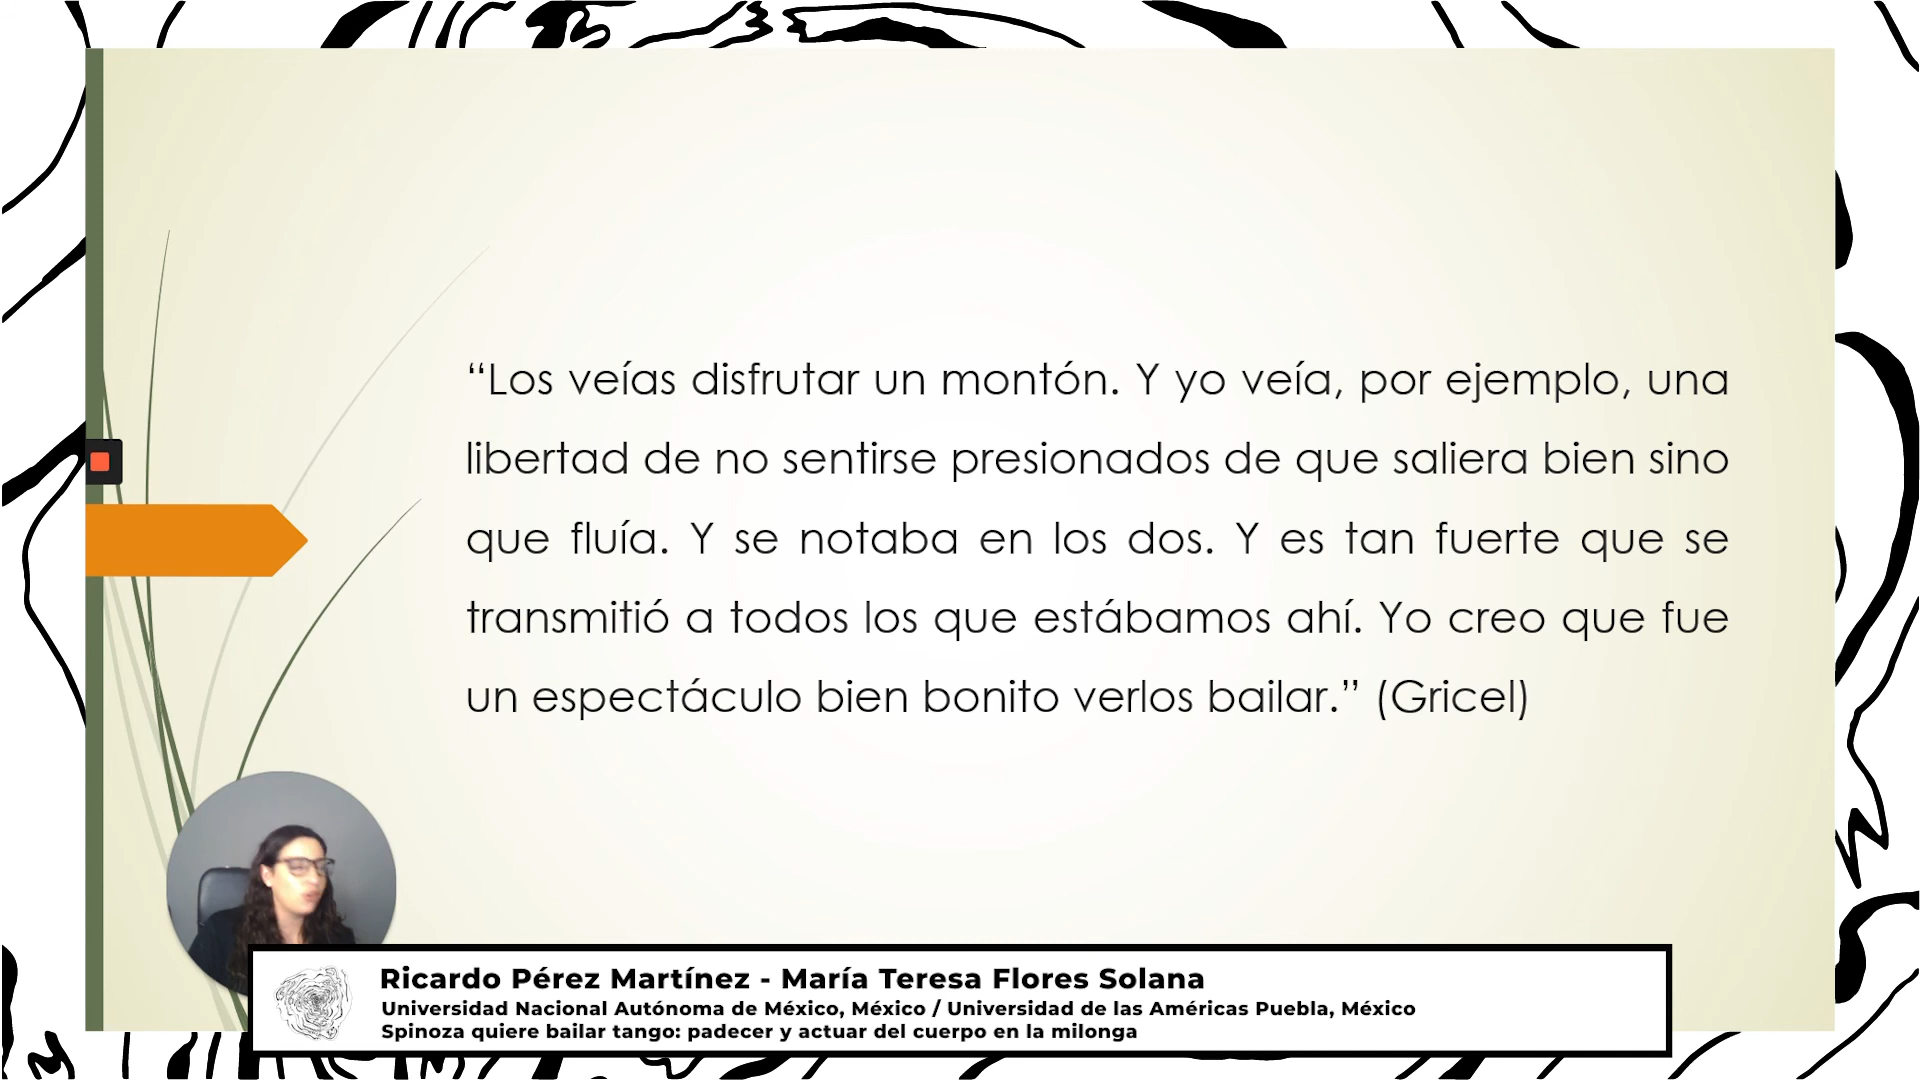 “Los veías disfrutar un montón. Y yo veía, por ejemplo, una
libertad de no sentirse presionados de que saliera bien sino
que fluía. Y se notaba en los dos. Y es tan fuerte que se
transmitió a todos los que estábamos ahí. Yo creo que fue
un espectáculo bien bonito verlos bailar.” (Gricel)
Ricardo Pérez Martínez - María Teresa Flores Solana
Universidad Nacional Autónoma de México, México / Universidad de las Américas Puebla, México
Spinoza quiere bailar tango: padecer y actuar del cuerpo en la milonga